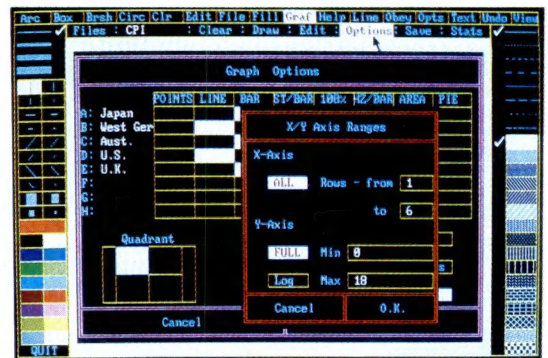 Arc Box Brsh Circ Clr Edit File Fill Graf Help Line Obey Opts Text Undo View
Files : CPI : Clear : Draw : Edit : Options : Save : Stats
Graph Options
POINTS LINE BAR ST/BAR 100% HZ/BAR AREA PIE
A: Japan
B: West Ger
C: Aust.
D: U.S.
E: U.K.
F:
G:
H:
X/Y Axis Ranges
X-Axis
ALL Rows - from 1
to 6
Y-Axis
FULL Min 0
Log Max 18
Cancel O.K.
Quadrant
s
Cancel
n
QUIT